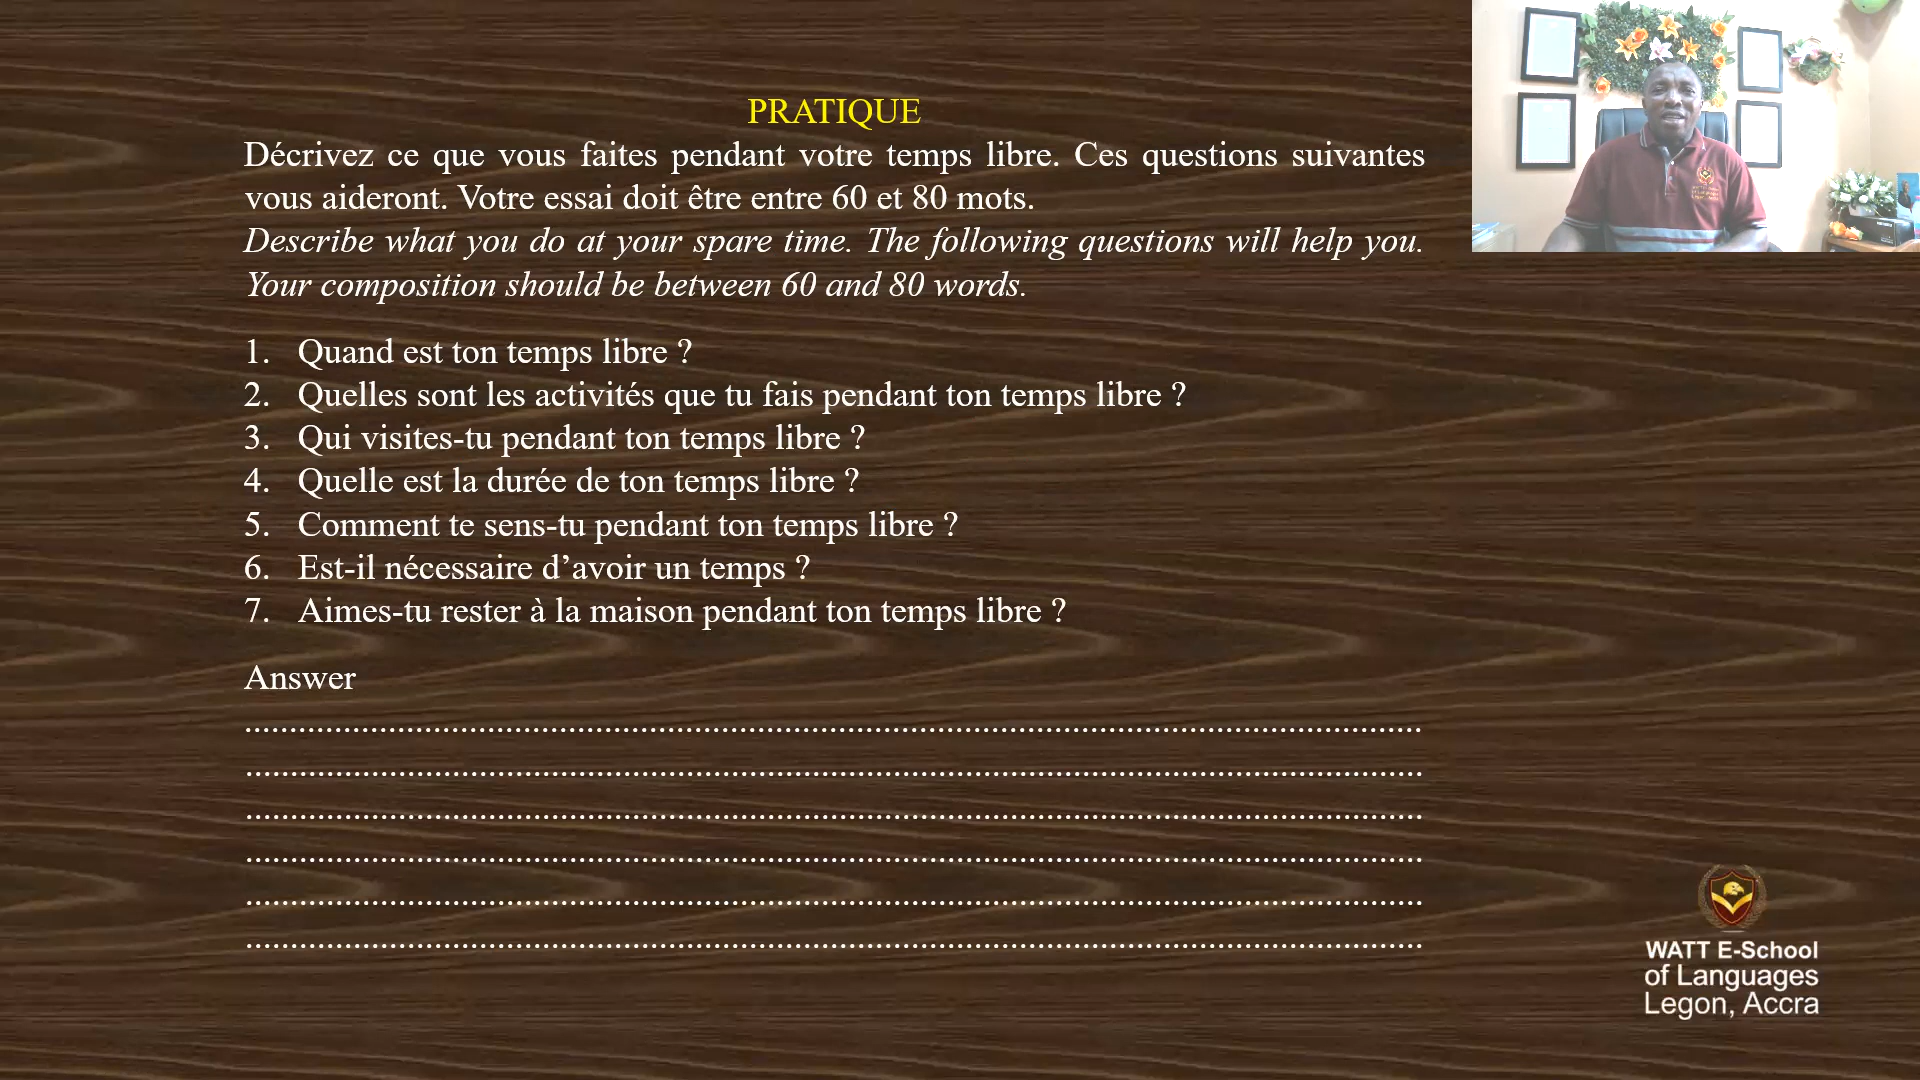 PRATIQUE
Décrivez ce que vous faites pendant votre temps libre. Ces questions suivantes
vous aideront. Votre essai doit être entre 60 et 80 mots.
Describe what you do at your spare time. The following questions will help you.
Your composition should be between 60 and 80 words.
1. Quand est ton temps libre ?
2. Quelles sont les activités que tu fais pendant ton temps libre ?
3. Qui visites-tu pendant ton temps libre ?
4. Quelle est la durée de ton temps libre ?
5. Comment te sens-tu pendant ton temps libre ?
6. Est-il nécessaire d’avoir un temps ?
7. Aimes-tu rester à la maison pendant ton temps libre ?
Answer
WATT E-School
of Languages
Legon, Accra